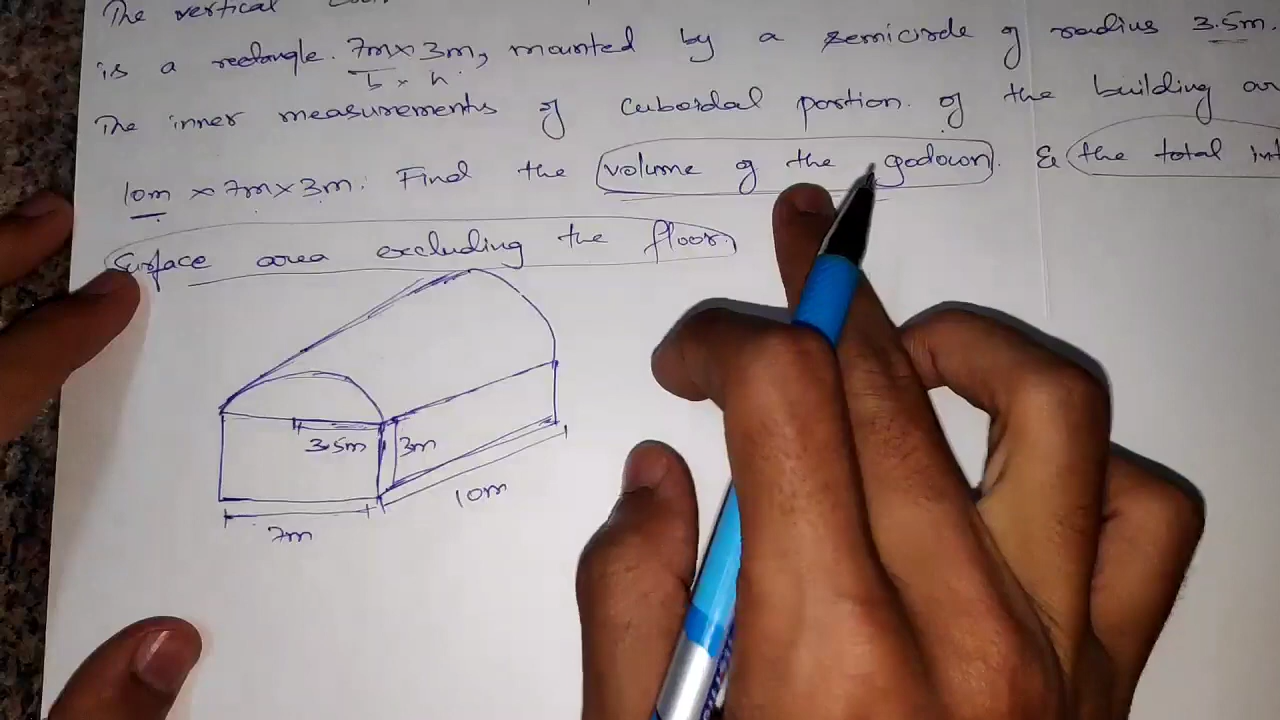 The vertical
is a rectangle. 7m x 3m, mounted by a semicircle of radius 3.5m.
b x h
The inner measurements of cuboidal portion of the building
10m x 7m x 3m. Find the volume of the godown. & the total
Surface area excluding the floor.
3.5m
3m
10m
7m